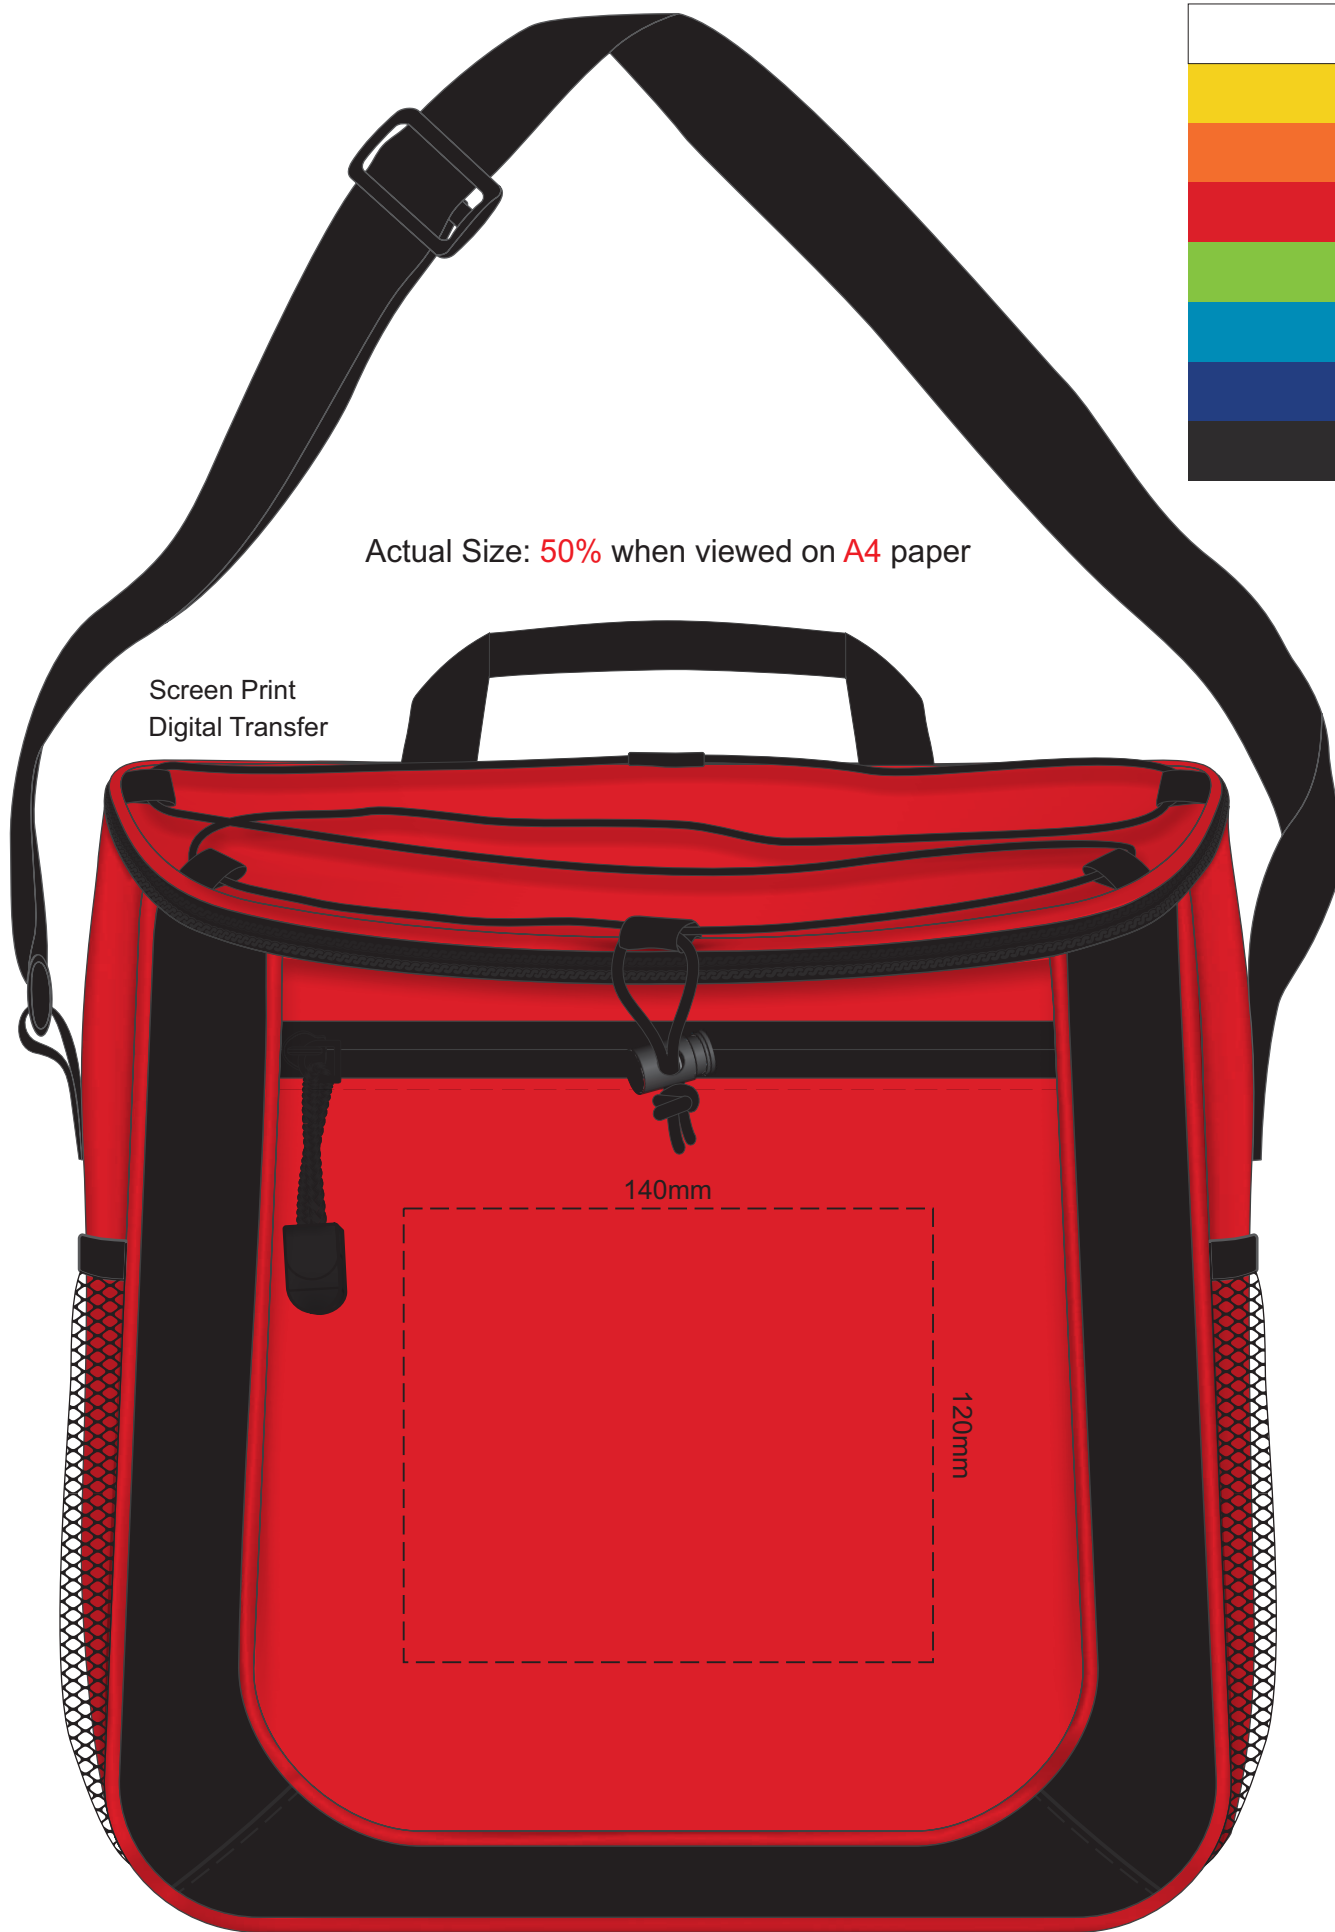 Actual Size: 50% when viewed on A4 paper
Screen Print
Digital Transfer
140mm
120mm